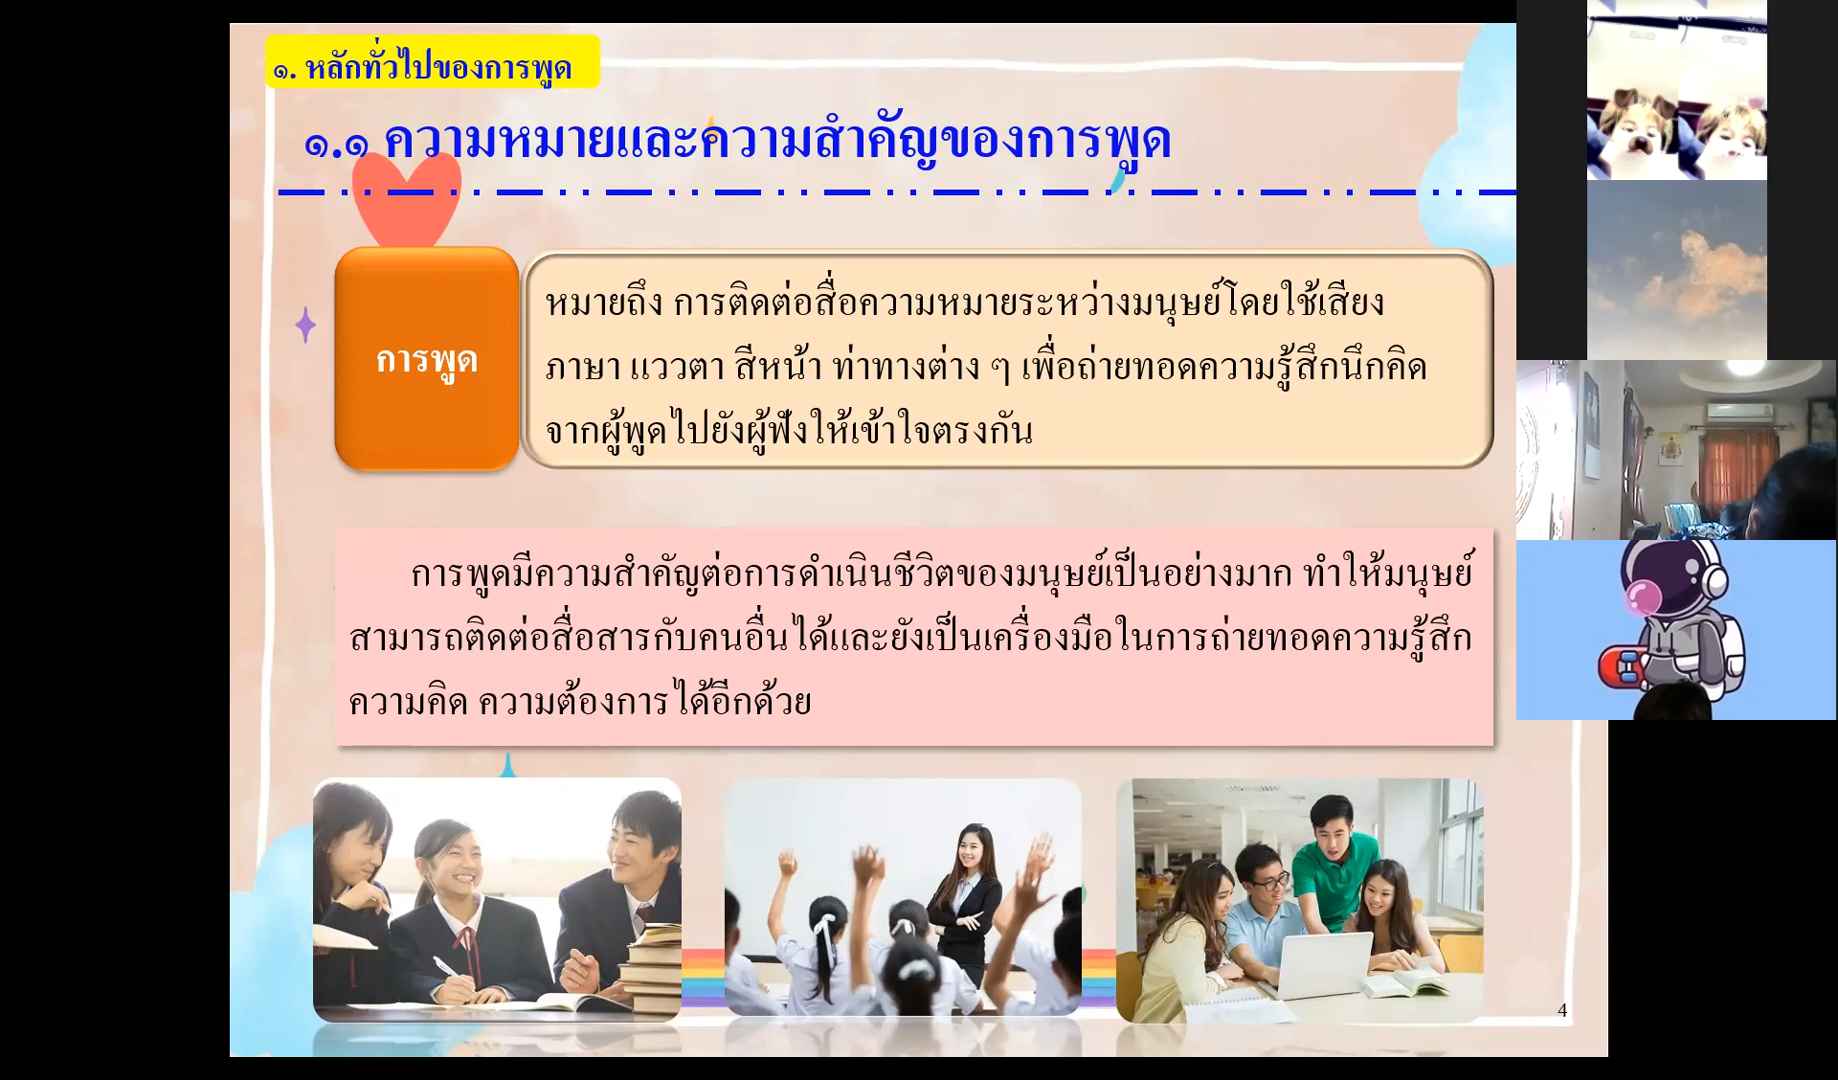 ๑. หลักทั่วไปของการพูด
๑.๑ ความหมายและความสำคัญของการพูด
การพูด
หมายถึง การติดต่อสื่อความหมายระหว่างมนุษย์โดยใช้เสียง
ภาษา แววตา สีหน้า ท่าทางต่าง ๆ เพื่อถ่ายทอดความรู้สึกนึกคิด
จากผู้พูดไปยังผู้ฟังให้เข้าใจตรงกัน
การพูดมีความสำคัญต่อการดำเนินชีวิตของมนุษย์เป็นอย่างมาก ทำให้มนุษย์
สามารถติดต่อสื่อสารกับคนอื่นได้และยังเป็นเครื่องมือในการถ่ายทอดความรู้สึก
ความคิด ความต้องการได้อีกด้วย
4